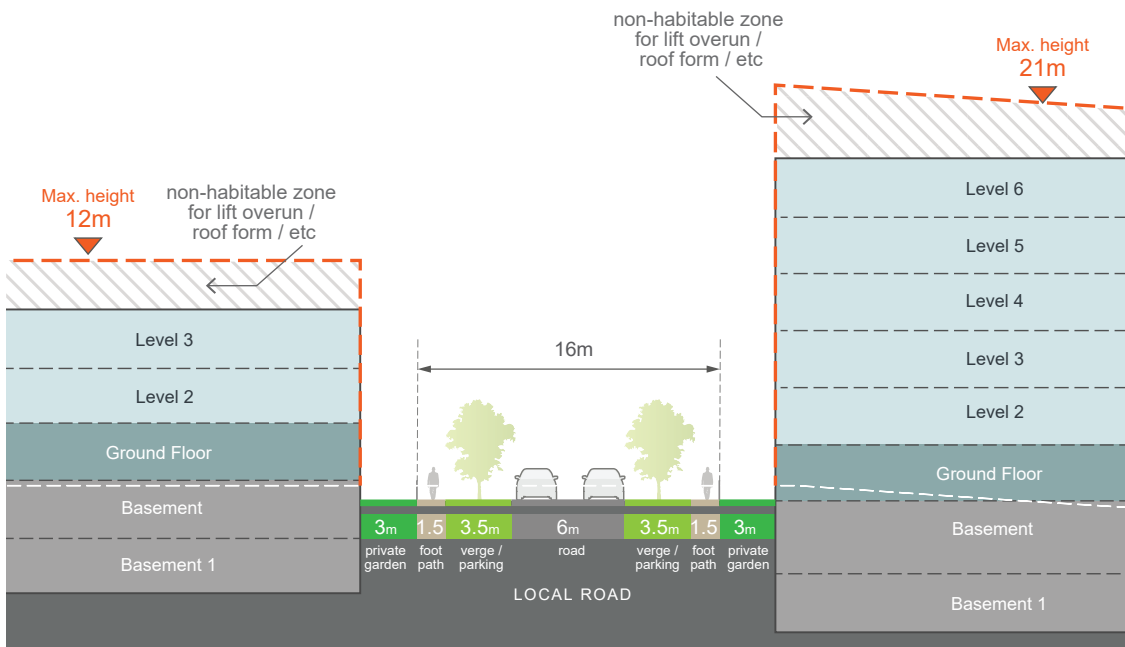 non-habitable zone
for lift overun /
roof form / etc
Max. height
21m
Level 6
Level 5
Level 4
Level 3
Level 2
Ground Floor
Basement
Basement 1
Max. height
12m
non-habitable zone
for lift overun /
roof form / etc
Level 3
Level 2
Ground Floor
Basement
Basement 1
16m
3m 1.5 3.5m 6m 3.5m 1.5 3m
private
garden
foot
path
verge /
parking
road
verge /
parking
foot
path
private
garden
LOCAL ROAD